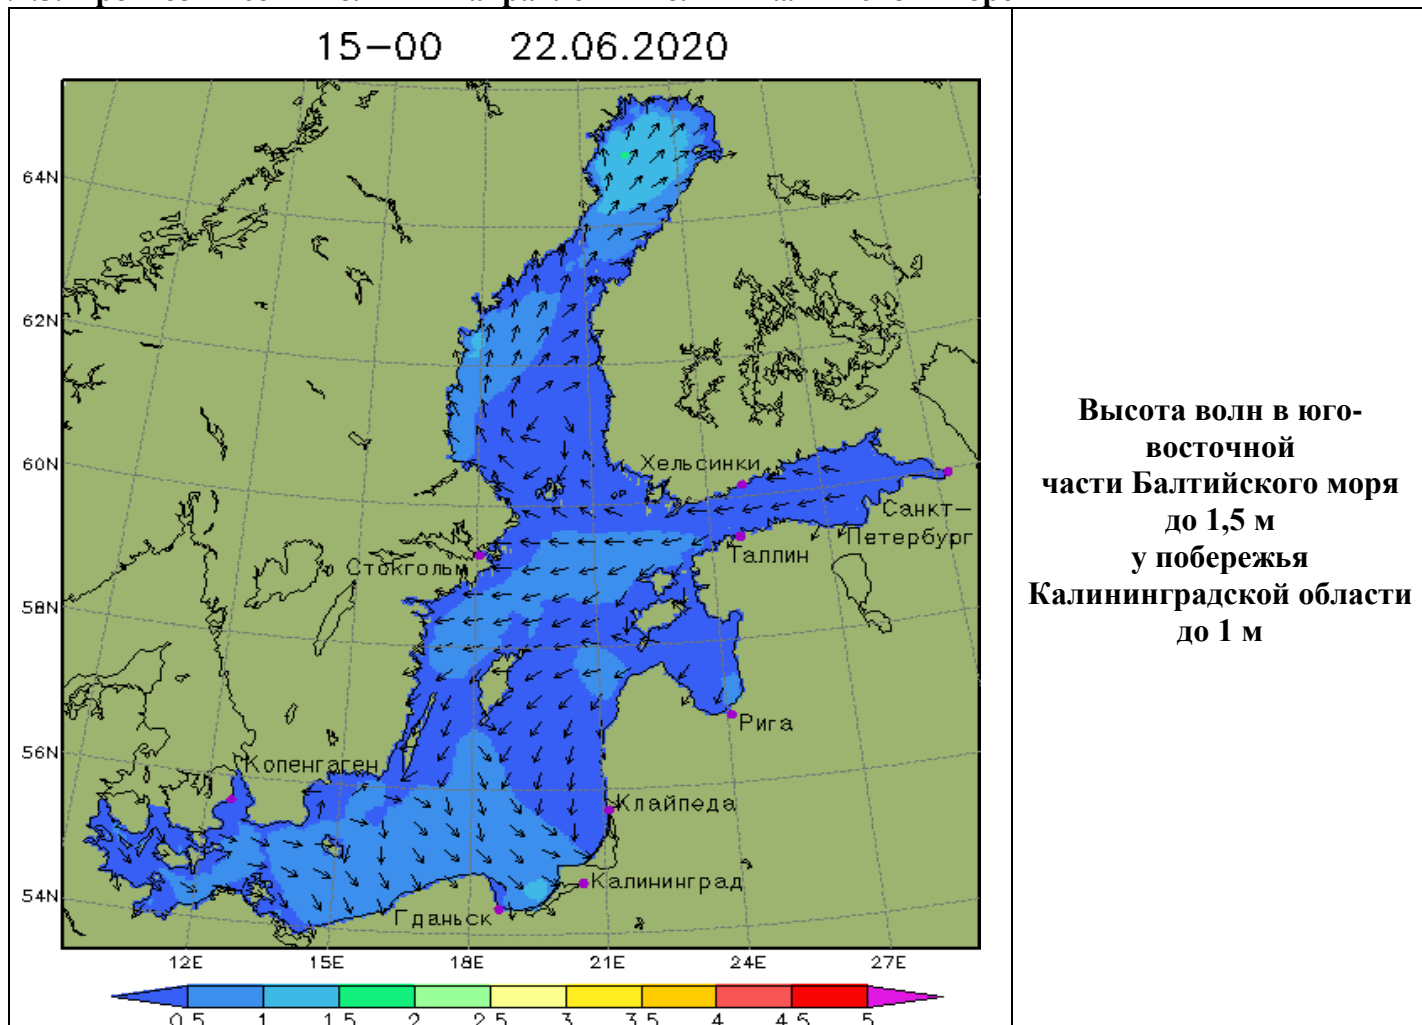 15-00 22.06.2020
64N
62N
60N
58N
56N
54N
Хельсинки
Санкт-
Петербург
Таллин
Стокгольм
Рига
Копенгаген
Клайпеда
Калининград
Гданьск
12E 15E 18E 21E 24E 27E
0.5 1 1.5 2 2.5 3 3.5 4 4.5 5
Высота волн в юго-
восточной
части Балтийского моря
до 1,5 м
у побережья
Калининградской области
до 1 м